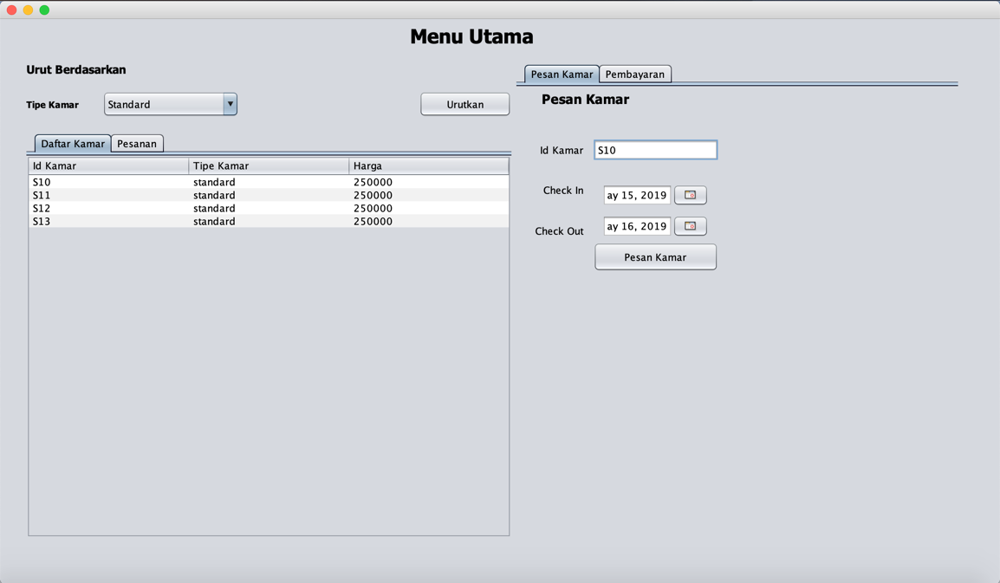 Menu Utama
Urut Berdasarkan
Tipe Kamar Standard Urutkan
Daftar Kamar Pesanan
Id Kamar Tipe Kamar Harga
S10 standard 250000
S11 standard 250000
S12 standard 250000
S13 standard 250000
Pesan Kamar Pembayaran
Pesan Kamar
Id Kamar S10
Check In ay 15, 2019
Check Out ay 16, 2019
Pesan Kamar